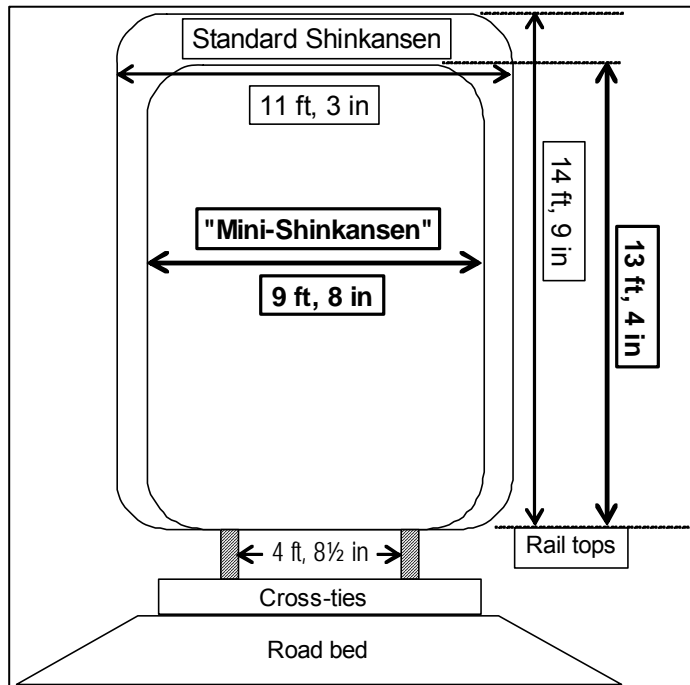 Standard Shinkansen
11 ft, 3 in
"Mini-Shinkansen"
9 ft, 8 in
14 ft, 9 in
13 ft, 4 in
4 ft, 8½ in
Rail tops
Cross-ties
Road bed